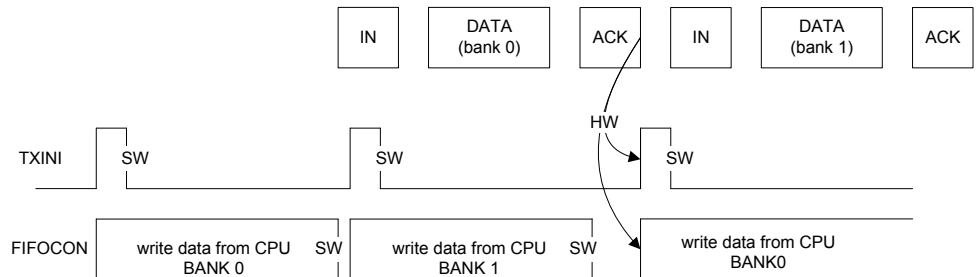 IN
DATA
(bank 0)
ACK
IN
DATA
(bank 1)
ACK
HW
TXINI
SW
SW
SW
FIFOCON
write data from CPU
BANK 0
SW
write data from CPU
BANK 1
SW
write data from CPU
BANK0